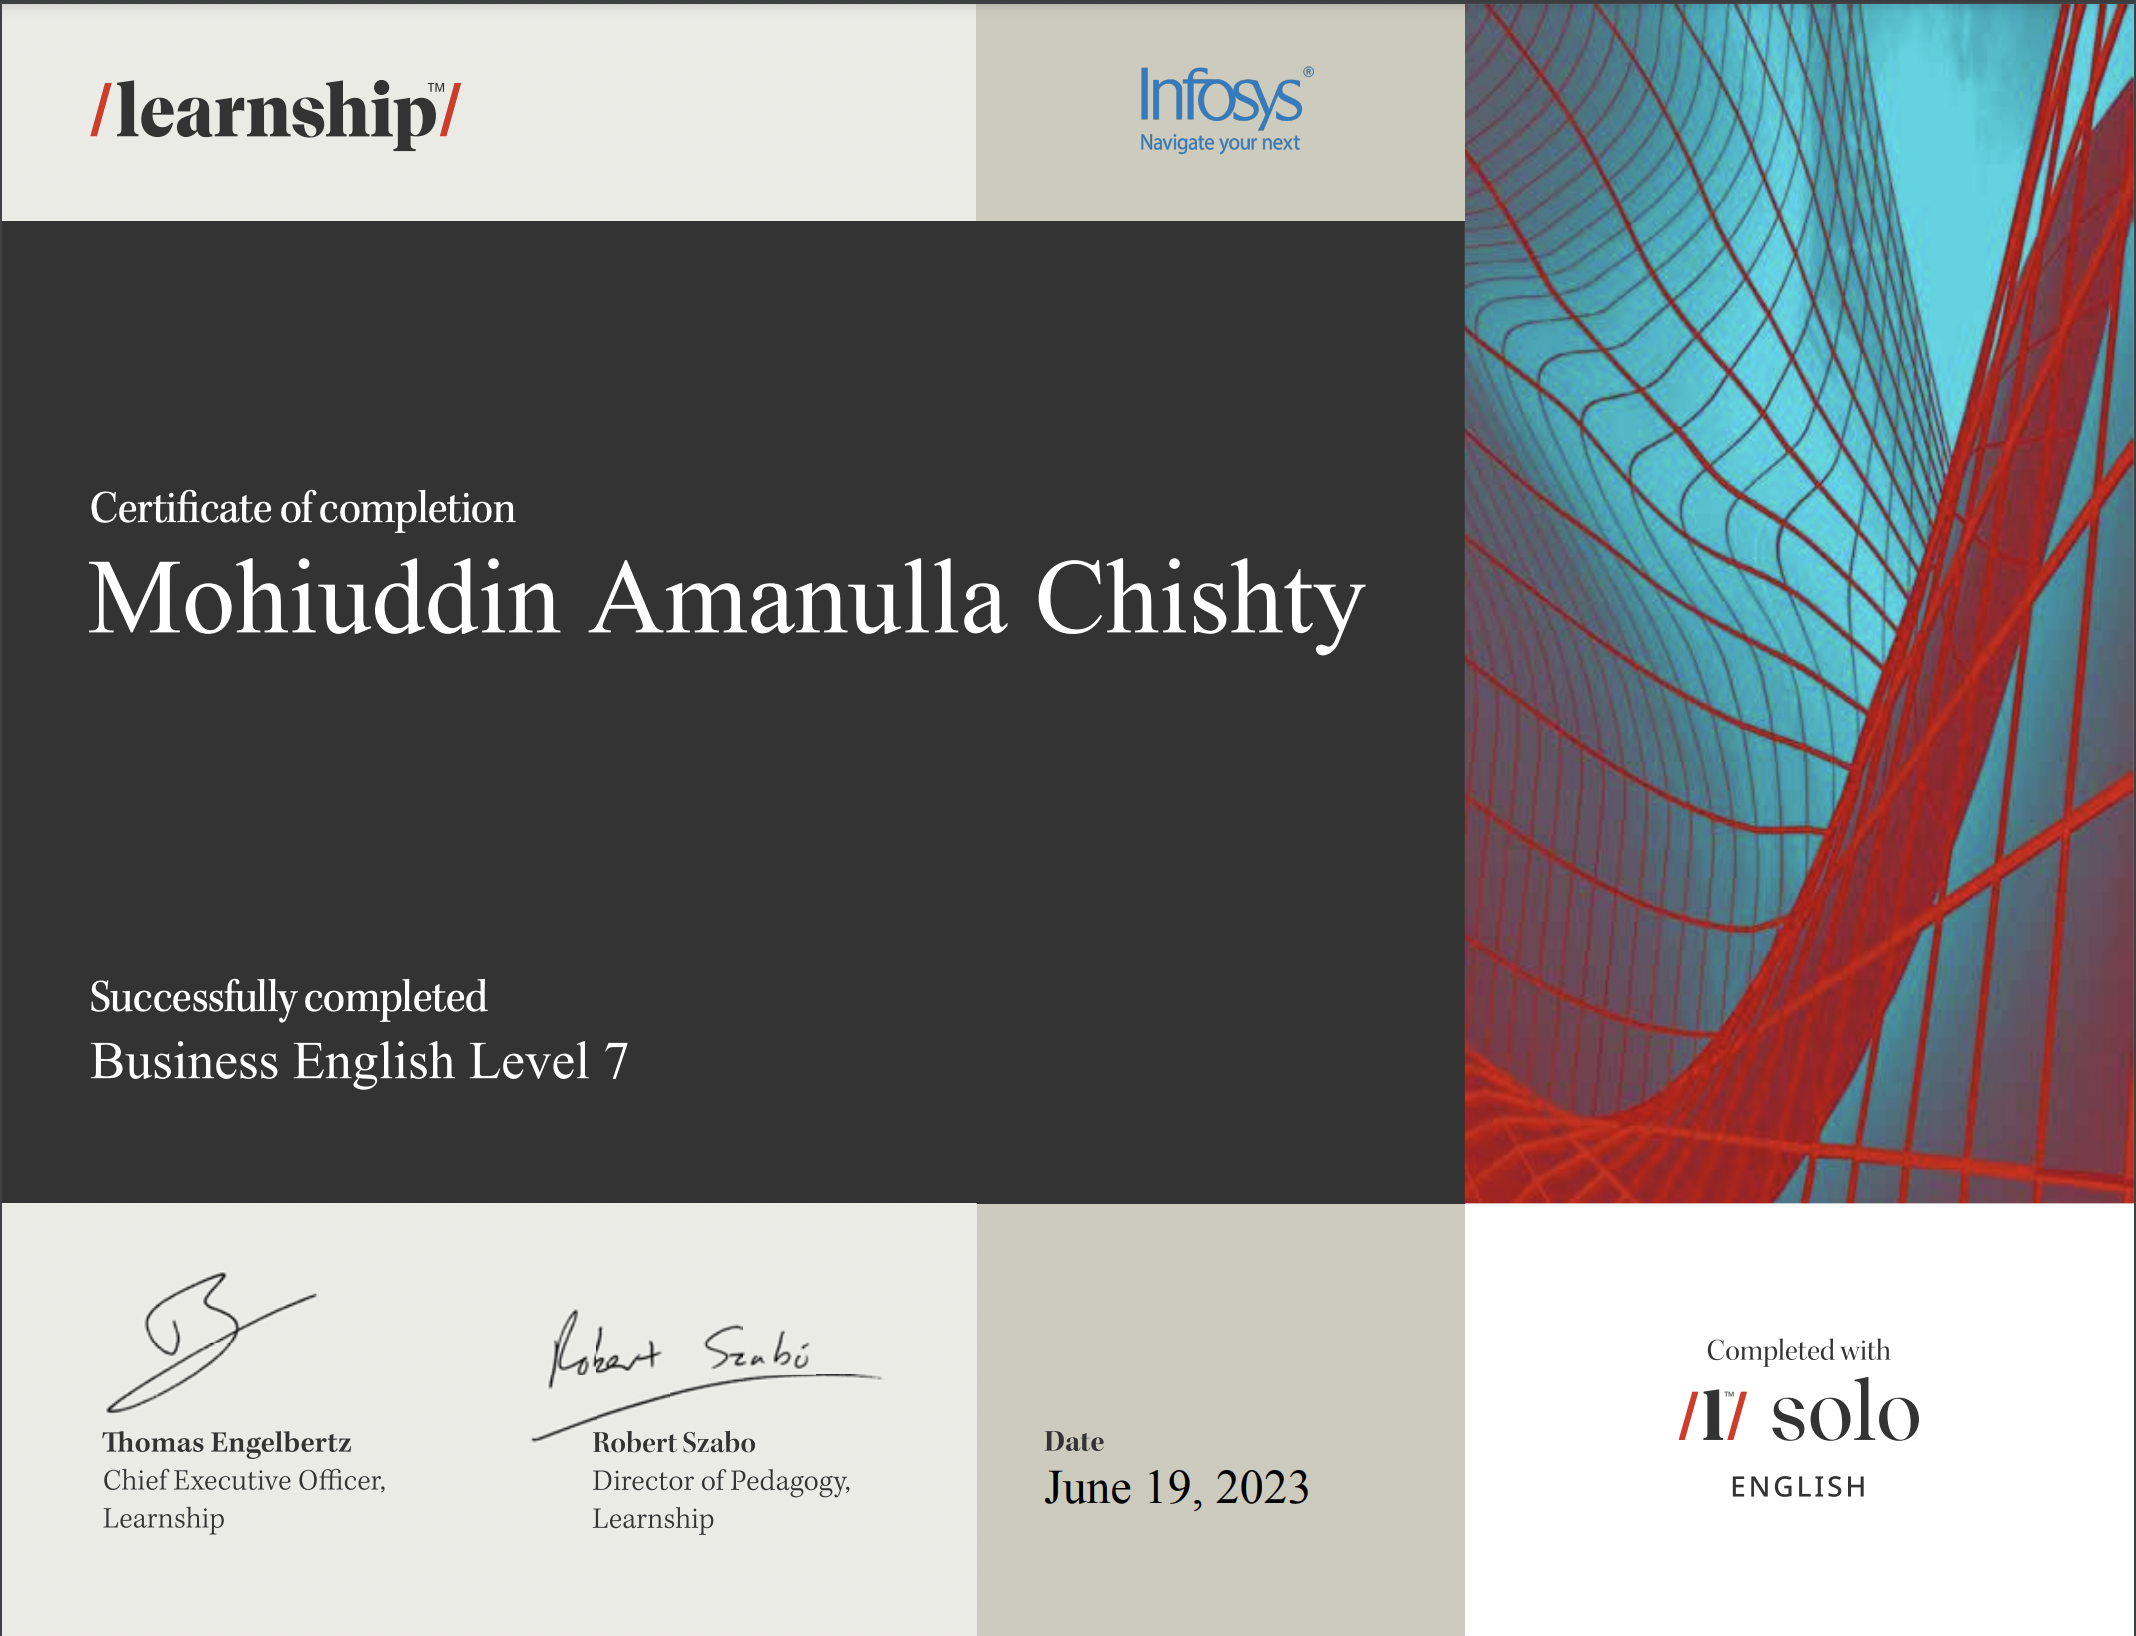 /learnship™/
Infosys®
Navigate your next
Certificate of completion
Mohiuddin Amanulla Chishty
Successfully completed
Business English Level 7
Robert Szabó
Thomas Engelbertz
Chief Executive Officer,
Learnship
Robert Szabo
Director of Pedagogy,
Learnship
Date
June 19, 2023
Completed with
/l™/ solo
ENGLISH